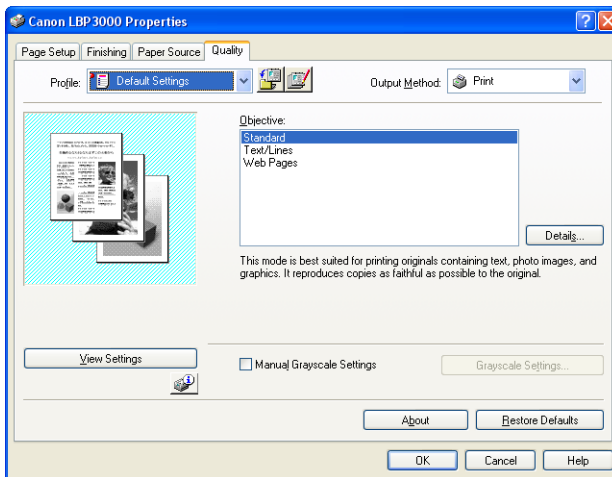 Canon LBP3000 Properties
Page Setup Finishing Paper Source Quality
Profile: Default Settings Output Method: Print
Objective:
Standard
Text/Lines
Web Pages
Details...
This mode is best suited for printing originals containing text, photo images, and
graphics. It reproduces copies as faithful as possible to the original.
View Settings
Manual Grayscale Settings Grayscale Settings...
About Restore Defaults
OK Cancel Help